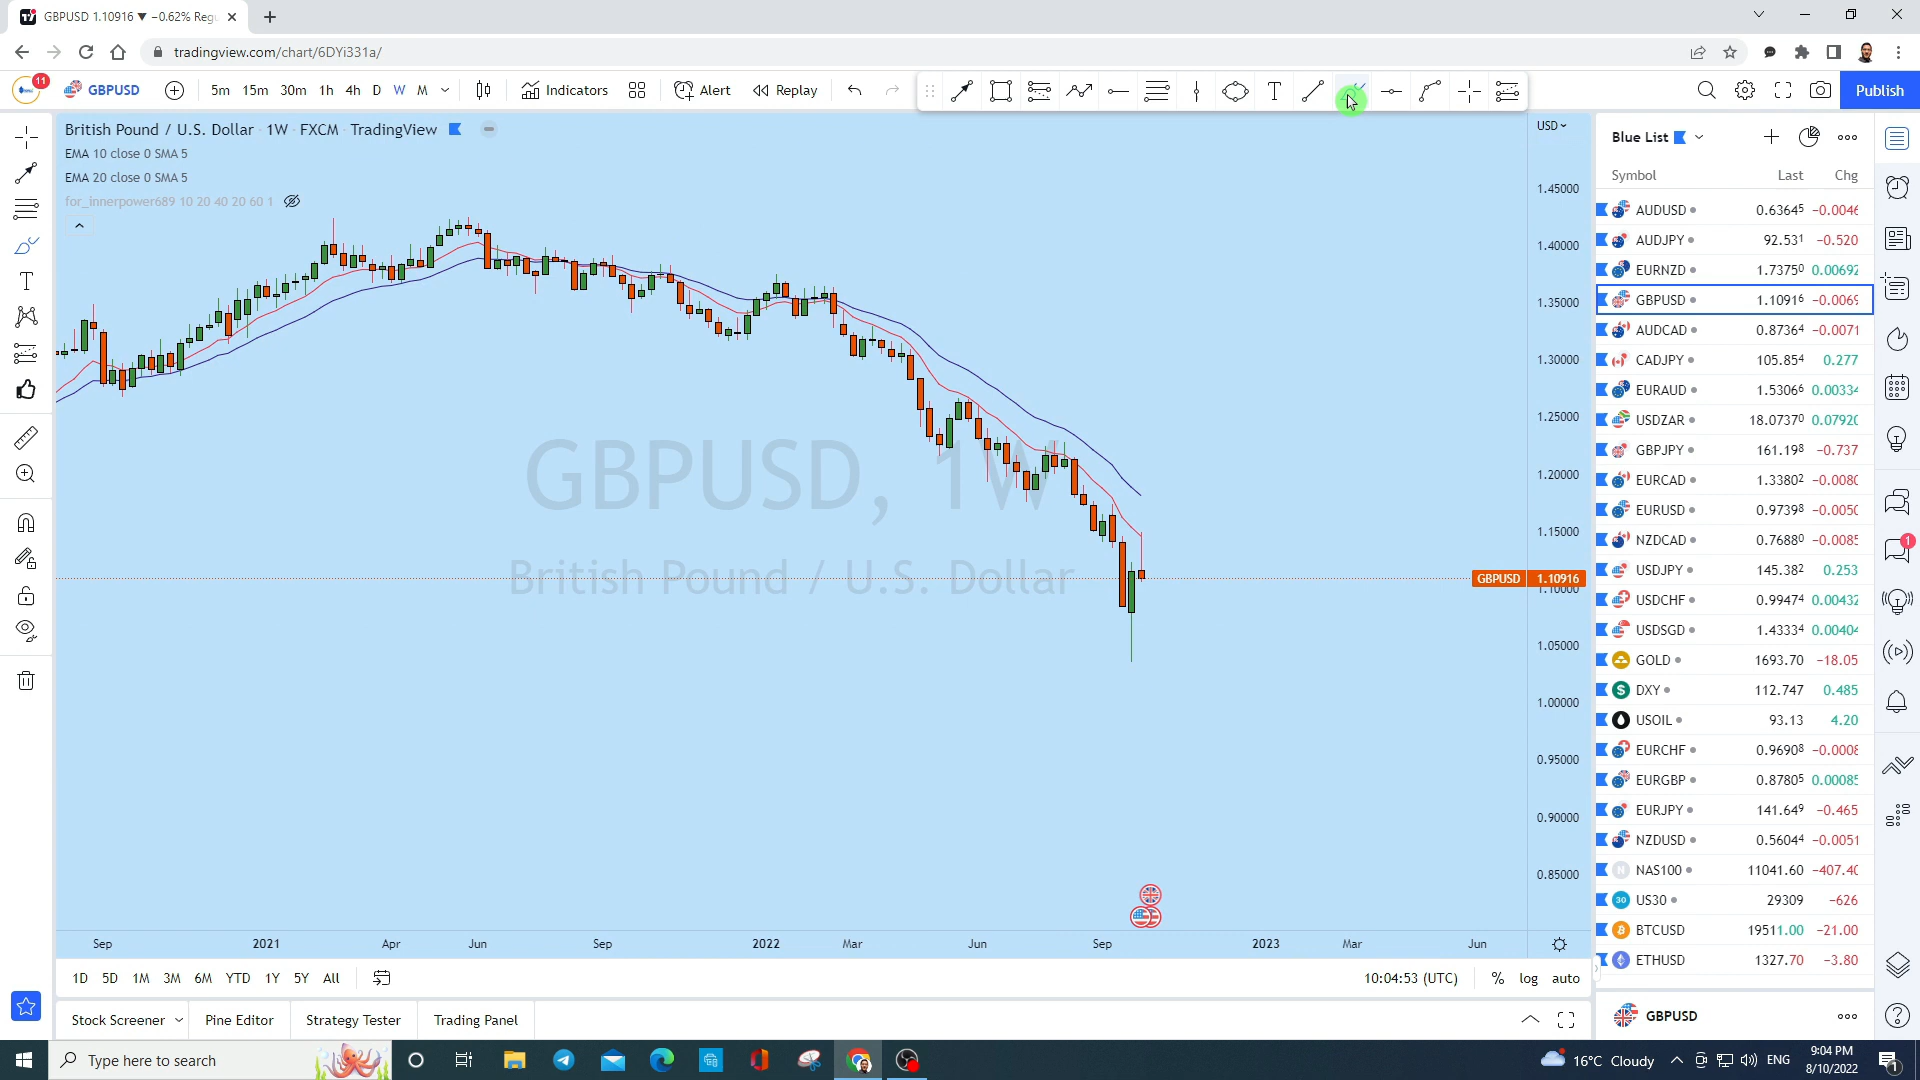 GBPUSD 1.10916 ▼ −0.62% Regu
tradingview.com/chart/6DYi331a/
11
GBPUSD 5m 15m 30m 1h 4h D W M Indicators Alert Replay Publish
British Pound / U.S. Dollar · 1W · FXCM · TradingView
EMA 10 close 0 SMA 5
EMA 20 close 0 SMA 5
for_innerpower689 10 20 40 20 60 1
GBPUSD, 1W
British Pound / U.S. Dollar
USD
1.45000
1.40000
1.35000
1.30000
1.25000
1.20000
1.15000
GBPUSD 1.10916
1.10000
1.05000
1.00000
0.95000
0.90000
0.85000
Sep 2021 Apr Jun Sep 2022 Mar Jun Sep 2023 Mar Jun
1D 5D 1M 3M 6M YTD 1Y 5Y All
10:04:53 (UTC) % log auto
Stock Screener Pine Editor Strategy Tester Trading Panel
Blue List
Symbol Last Chg
AUDUSD 0.63645 −0.0046
AUDJPY 92.531 −0.520
EURNZD 1.73750 0.00692
GBPUSD 1.10916 −0.0069
AUDCAD 0.87364 −0.0071
CADJPY 105.854 0.277
EURAUD 1.53066 0.00334
USDZAR 18.07370 0.07920
GBPJPY 161.198 −0.737
EURCAD 1.33802 −0.0080
EURUSD 0.97398 −0.0050
NZDCAD 0.76880 −0.0085
USDJPY 145.382 0.253
USDCHF 0.99474 0.00432
USDSGD 1.43334 0.00404
GOLD 1693.70 −18.05
DXY 112.747 0.485
USOIL 93.13 4.20
EURCHF 0.96908 −0.0008
EURGBP 0.87805 0.00085
EURJPY 141.649 −0.465
NZDUSD 0.56044 −0.0051
NAS100 11041.60 −407.40
US30 29309 −626
BTCUSD 19511.00 −21.00
ETHUSD 1327.70 −3.80
GBPUSD
1
Type here to search
16°C Cloudy ENG
9:04 PM
8/10/2022
1